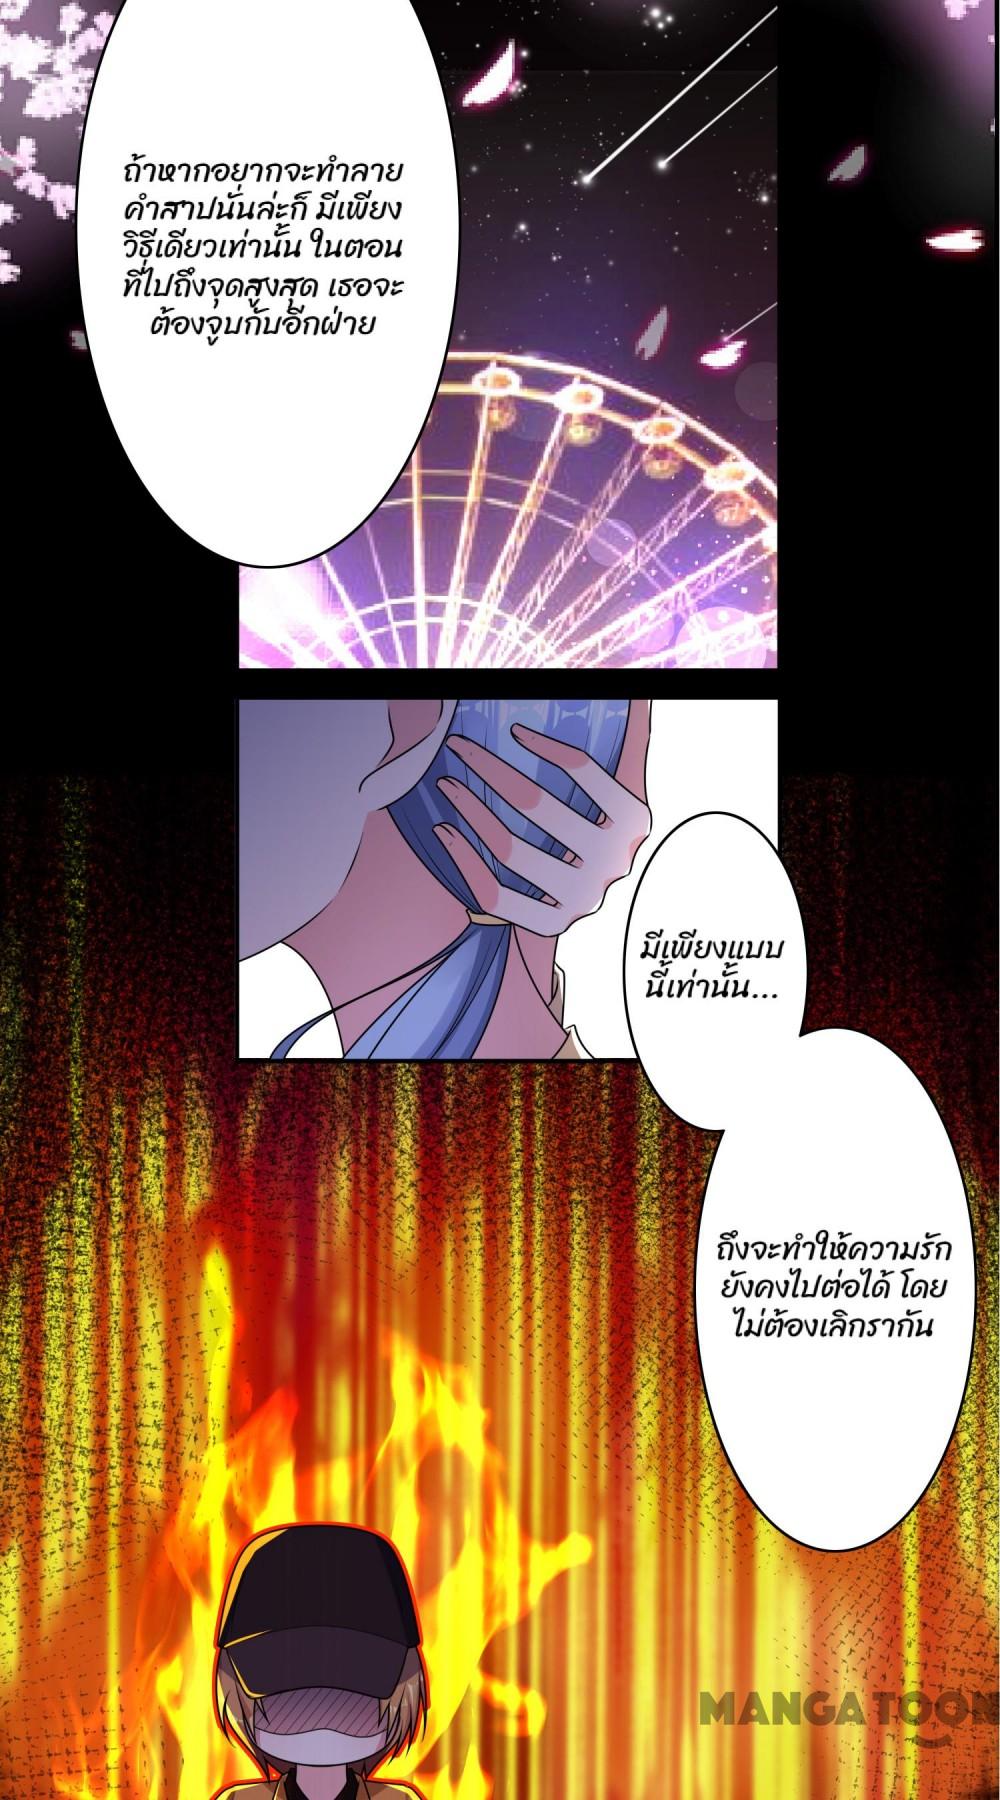 ถ้าหากอยากจะทำลาย
คำสาปนั่นล่ะก็ มีเพียง
วิธีเดียวเท่านั้น ในตอน
ที่ไปถึงจุดสูงสุด เธอจะ
ต้องจูบกับอีกฝ่าย
มีเพียงแบบ
นี้เท่านั้น...
ถึงจะทำให้ความรัก
ยังคงไปต่อได้ โดย
ไม่ต้องเลิกรากัน
MANGATOON